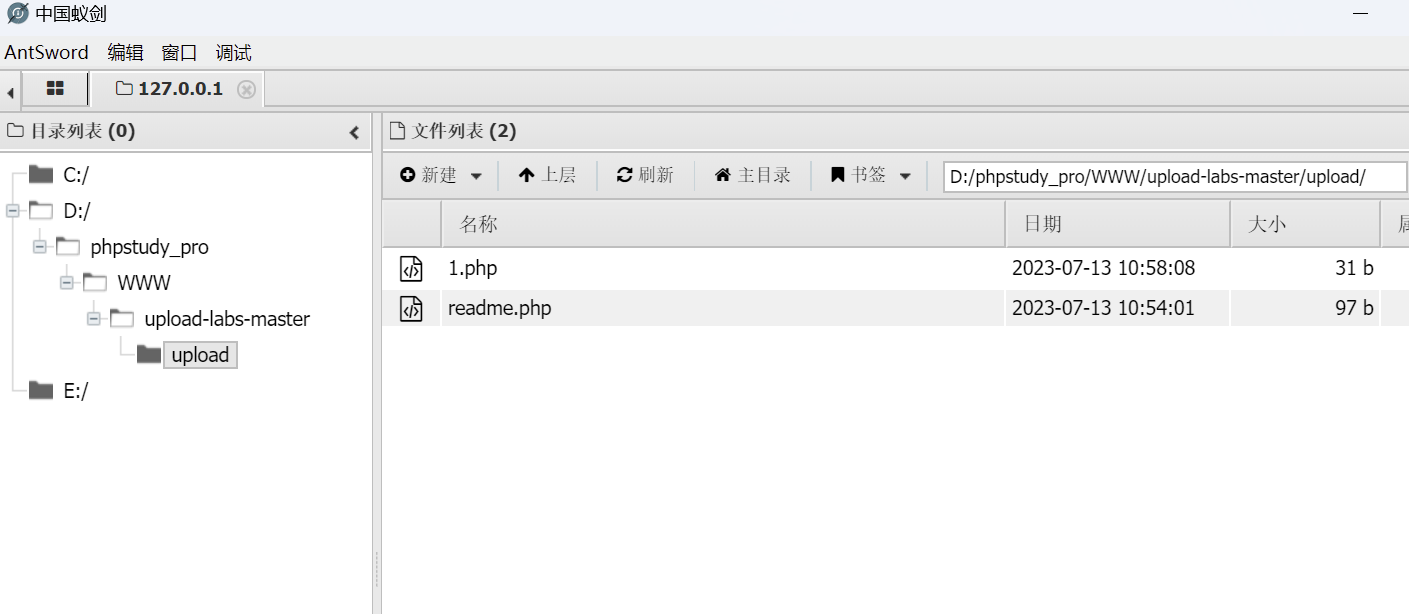 中国蚁剑
AntSword 编辑 窗口 调试
127.0.0.1
目录列表 (0)
C:/
D:/
phpstudy_pro
WWW
upload-labs-master
upload
E:/
文件列表 (2)
新建 上层 刷新 主目录 书签 D:/phpstudy_pro/WWW/upload-labs-master/upload/
名称 日期 大小
1.php 2023-07-13 10:58:08 31 b
readme.php 2023-07-13 10:54:01 97 b